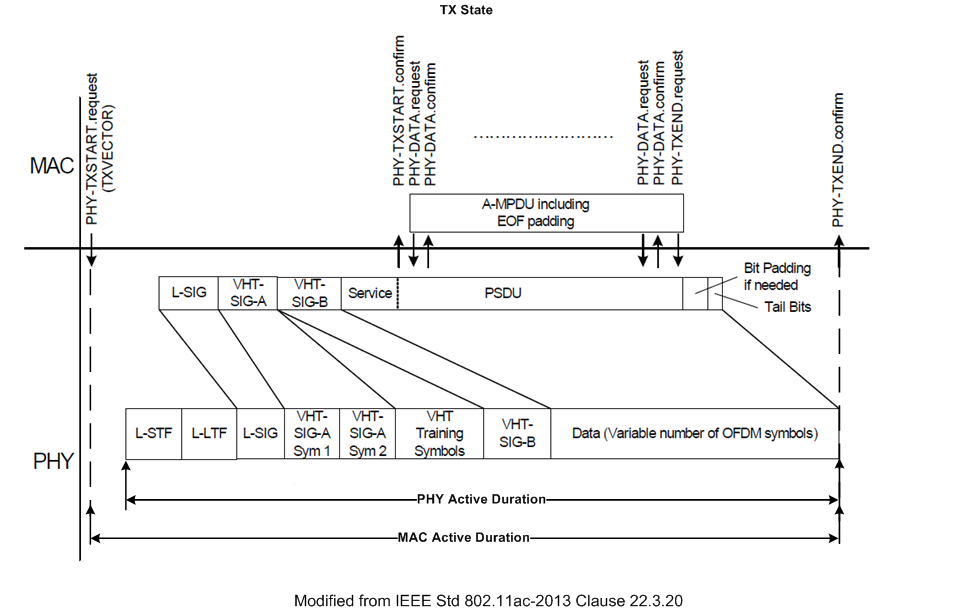 TX State
MAC
PHY-TXSTART.request
(TXVECTOR)
PHY-TXSTART.confirm
PHY-DATA.request
PHY-DATA.confirm
PHY-DATA.request
PHY-DATA.confirm
PHY-TXEND.request
PHY-TXEND.confirm
A-MPDU including
EOF padding
L-SIG
VHT-
SIG-A
VHT-
SIG-B
Service
PSDU
Bit Padding
if needed
Tail Bits
PHY
L-STF
L-LTF
L-SIG
VHT-
SIG-A
Sym 1
VHT-
SIG-A
Sym 2
VHT
Training
Symbols
VHT-
SIG-B
Data (Variable number of OFDM symbols)
PHY Active Duration
MAC Active Duration
Modified from IEEE Std 802.11ac-2013 Clause 22.3.20